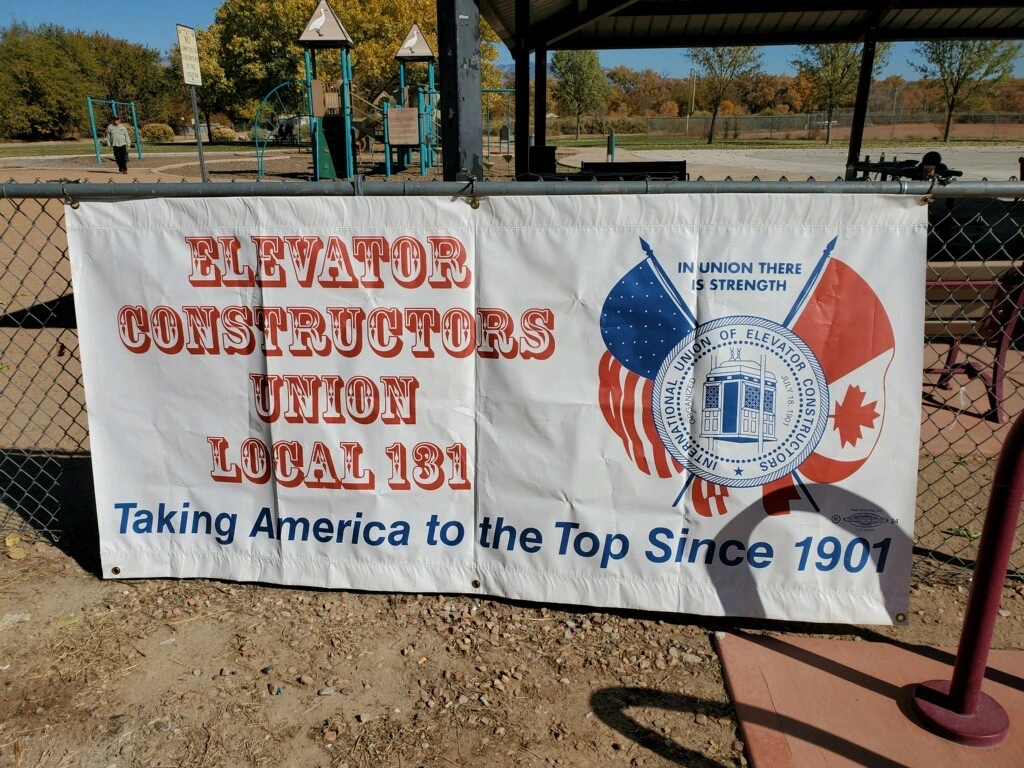 ELEVATOR
CONSTRUCTORS
UNION
LOCAL 131
Taking America to the Top Since 1901
IN UNION THERE
IS STRENGTH
INTERNATIONAL UNION OF ELEVATOR CONSTRUCTORS
ORGANIZED JULY 18, 1901
24